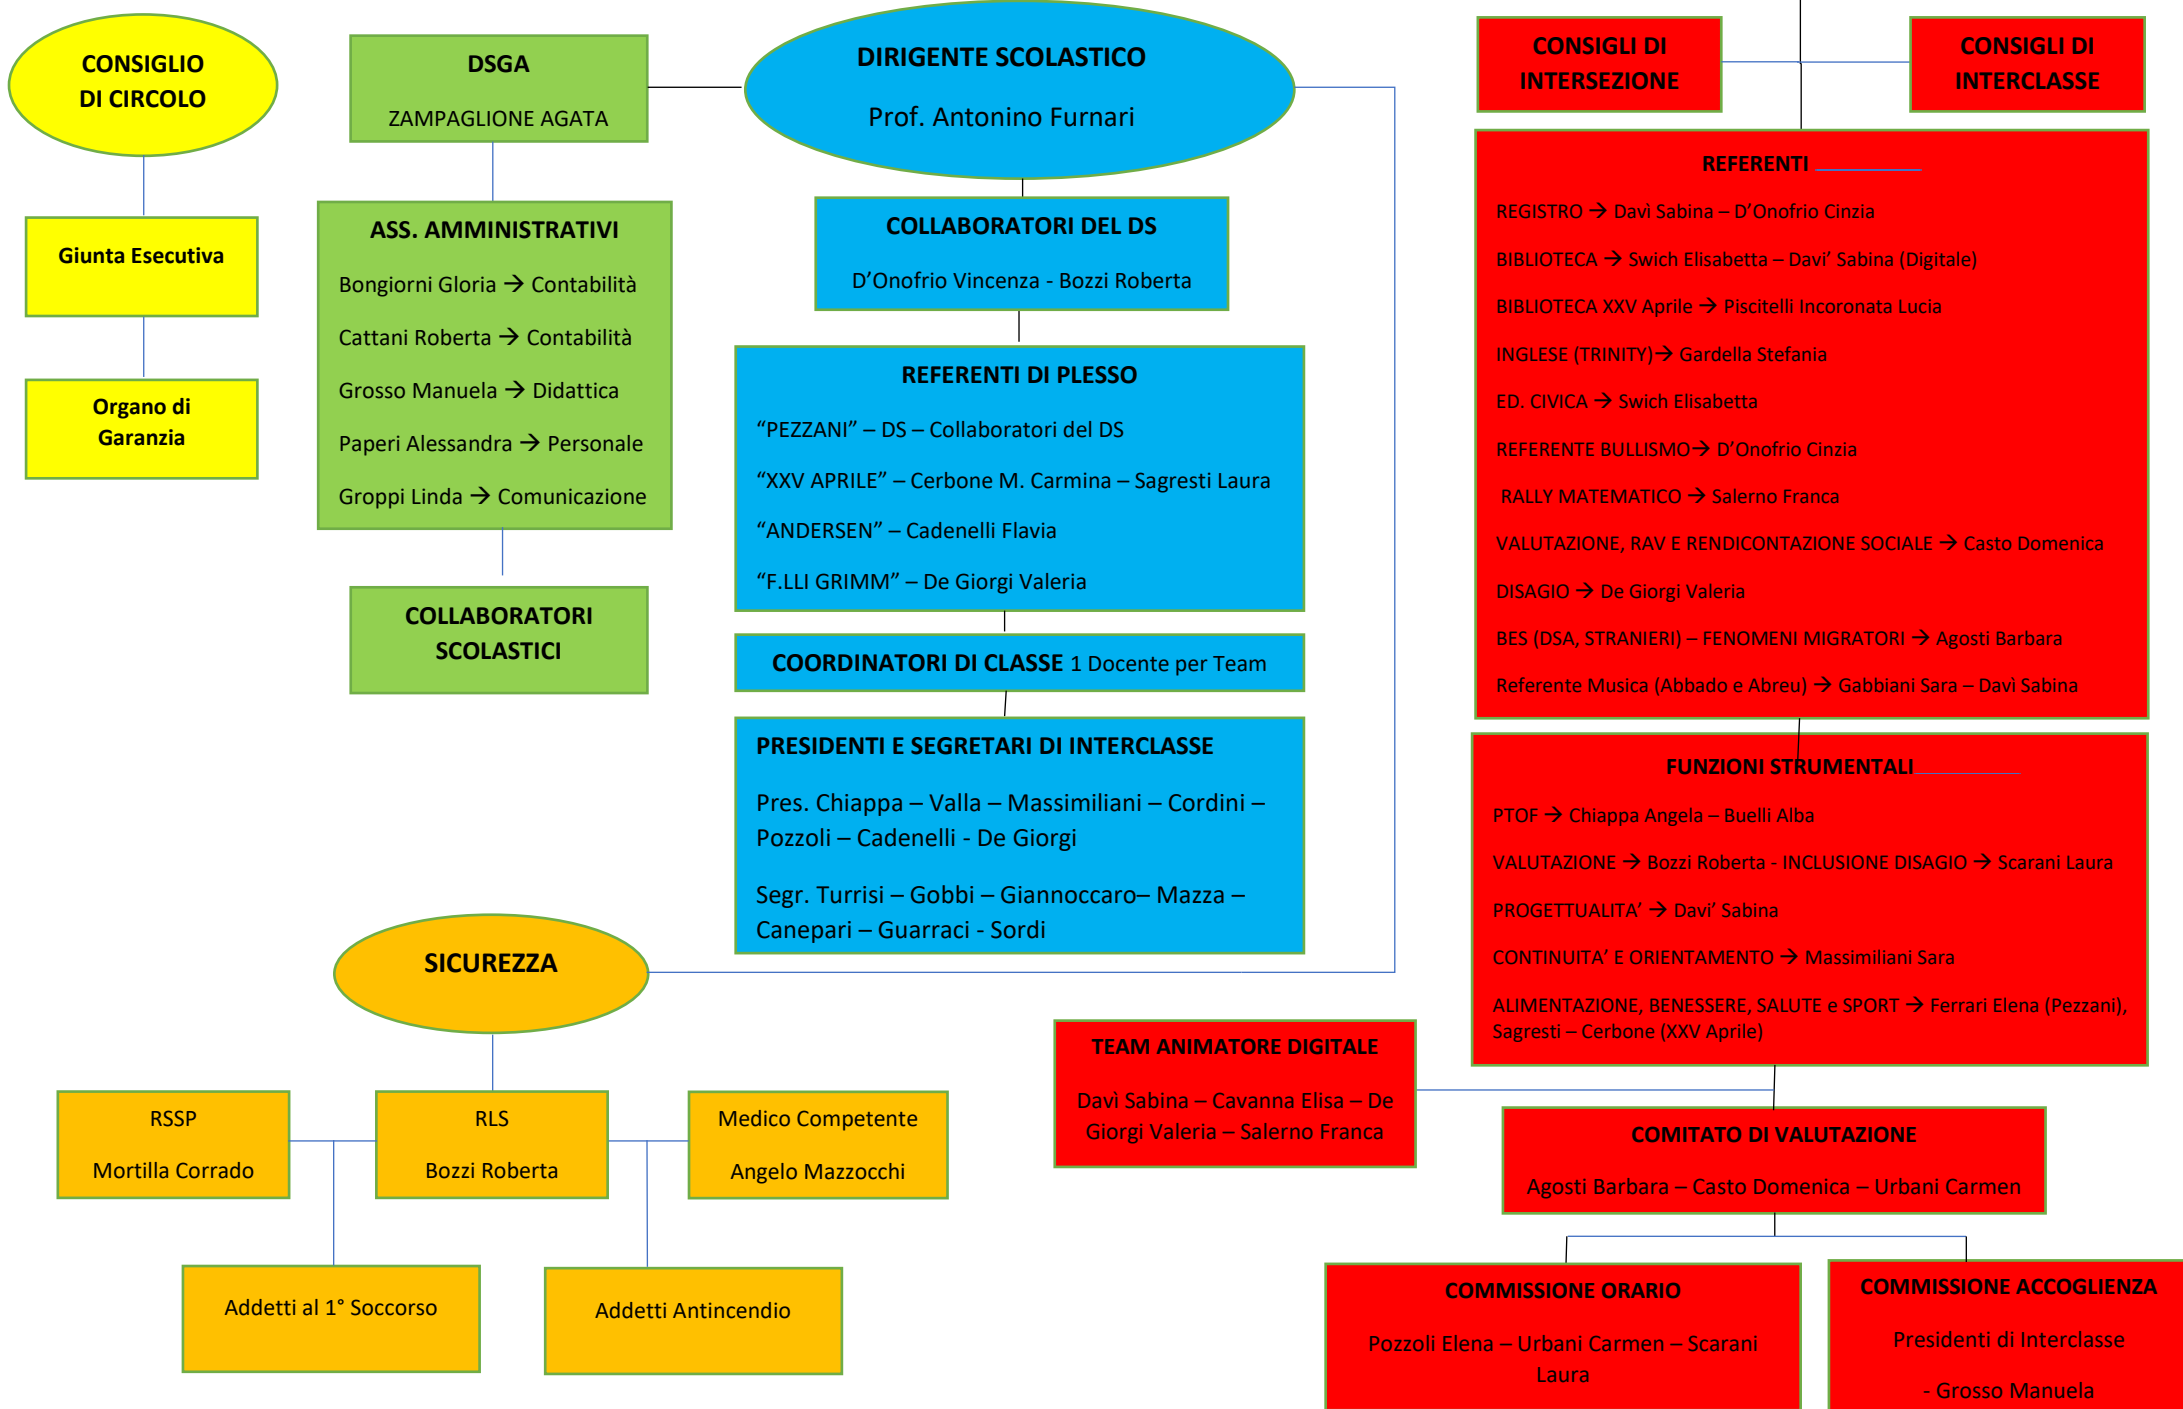 CONSIGLIO
DI CIRCOLO
Giunta Esecutiva
Organo di
Garanzia
DSGA
ZAMPAGLIONE AGATA
ASS. AMMINISTRATIVI
Bongiorni Gloria → Contabilità
Cattani Roberta → Contabilità
Grosso Manuela → Didattica
Paperi Alessandra → Personale
Groppi Linda → Comunicazione
COLLABORATORI
SCOLASTICI
DIRIGENTE SCOLASTICO
Prof. Antonino Furnari
COLLABORATORI DEL DS
D’Onofrio Vincenza - Bozzi Roberta
REFERENTI DI PLESSO
“PEZZANI” – DS – Collaboratori del DS
“XXV APRILE” – Cerbone M. Carmina – Sagresti Laura
“ANDERSEN” – Cadenelli Flavia
“F.LLI GRIMM” – De Giorgi Valeria
COORDINATORI DI CLASSE 1 Docente per Team
PRESIDENTI E SEGRETARI DI INTERCLASSE
Pres. Chiappa – Valla – Massimiliani – Cordini –
Pozzoli – Cadenelli - De Giorgi
Segr. Turrisi – Gobbi – Giannoccaro– Mazza –
Canepari – Guarraci - Sordi
SICUREZZA
RSSP
Mortilla Corrado
RLS
Bozzi Roberta
Medico Competente
Angelo Mazzocchi
Addetti al 1° Soccorso
Addetti Antincendio
CONSIGLI DI
INTERSEZIONE
CONSIGLI DI
INTERCLASSE
REFERENTI
REGISTRO → Davì Sabina – D’Onofrio Cinzia
BIBLIOTECA → Swich Elisabetta – Davi’ Sabina (Digitale)
BIBLIOTECA XXV Aprile → Piscitelli Incoronata Lucia
INGLESE (TRINITY)→ Gardella Stefania
ED. CIVICA → Swich Elisabetta
REFERENTE BULLISMO→ D’Onofrio Cinzia
RALLY MATEMATICO → Salerno Franca
VALUTAZIONE, RAV E RENDICONTAZIONE SOCIALE → Casto Domenica
DISAGIO → De Giorgi Valeria
BES (DSA, STRANIERI) – FENOMENI MIGRATORI → Agosti Barbara
Referente Musica (Abbado e Abreu) → Gabbiani Sara – Davì Sabina
FUNZIONI STRUMENTALI
PTOF → Chiappa Angela – Buelli Alba
VALUTAZIONE → Bozzi Roberta - INCLUSIONE DISAGIO → Scarani Laura
PROGETTUALITA’ → Davi’ Sabina
CONTINUITA’ E ORIENTAMENTO → Massimiliani Sara
ALIMENTAZIONE, BENESSERE, SALUTE e SPORT → Ferrari Elena (Pezzani),
Sagresti – Cerbone (XXV Aprile)
TEAM ANIMATORE DIGITALE
Davì Sabina – Cavanna Elisa – De
Giorgi Valeria – Salerno Franca
COMITATO DI VALUTAZIONE
Agosti Barbara – Casto Domenica – Urbani Carmen
COMMISSIONE ORARIO
Pozzoli Elena – Urbani Carmen – Scarani
Laura
COMMISSIONE ACCOGLIENZA
Presidenti di Interclasse
- Grosso Manuela